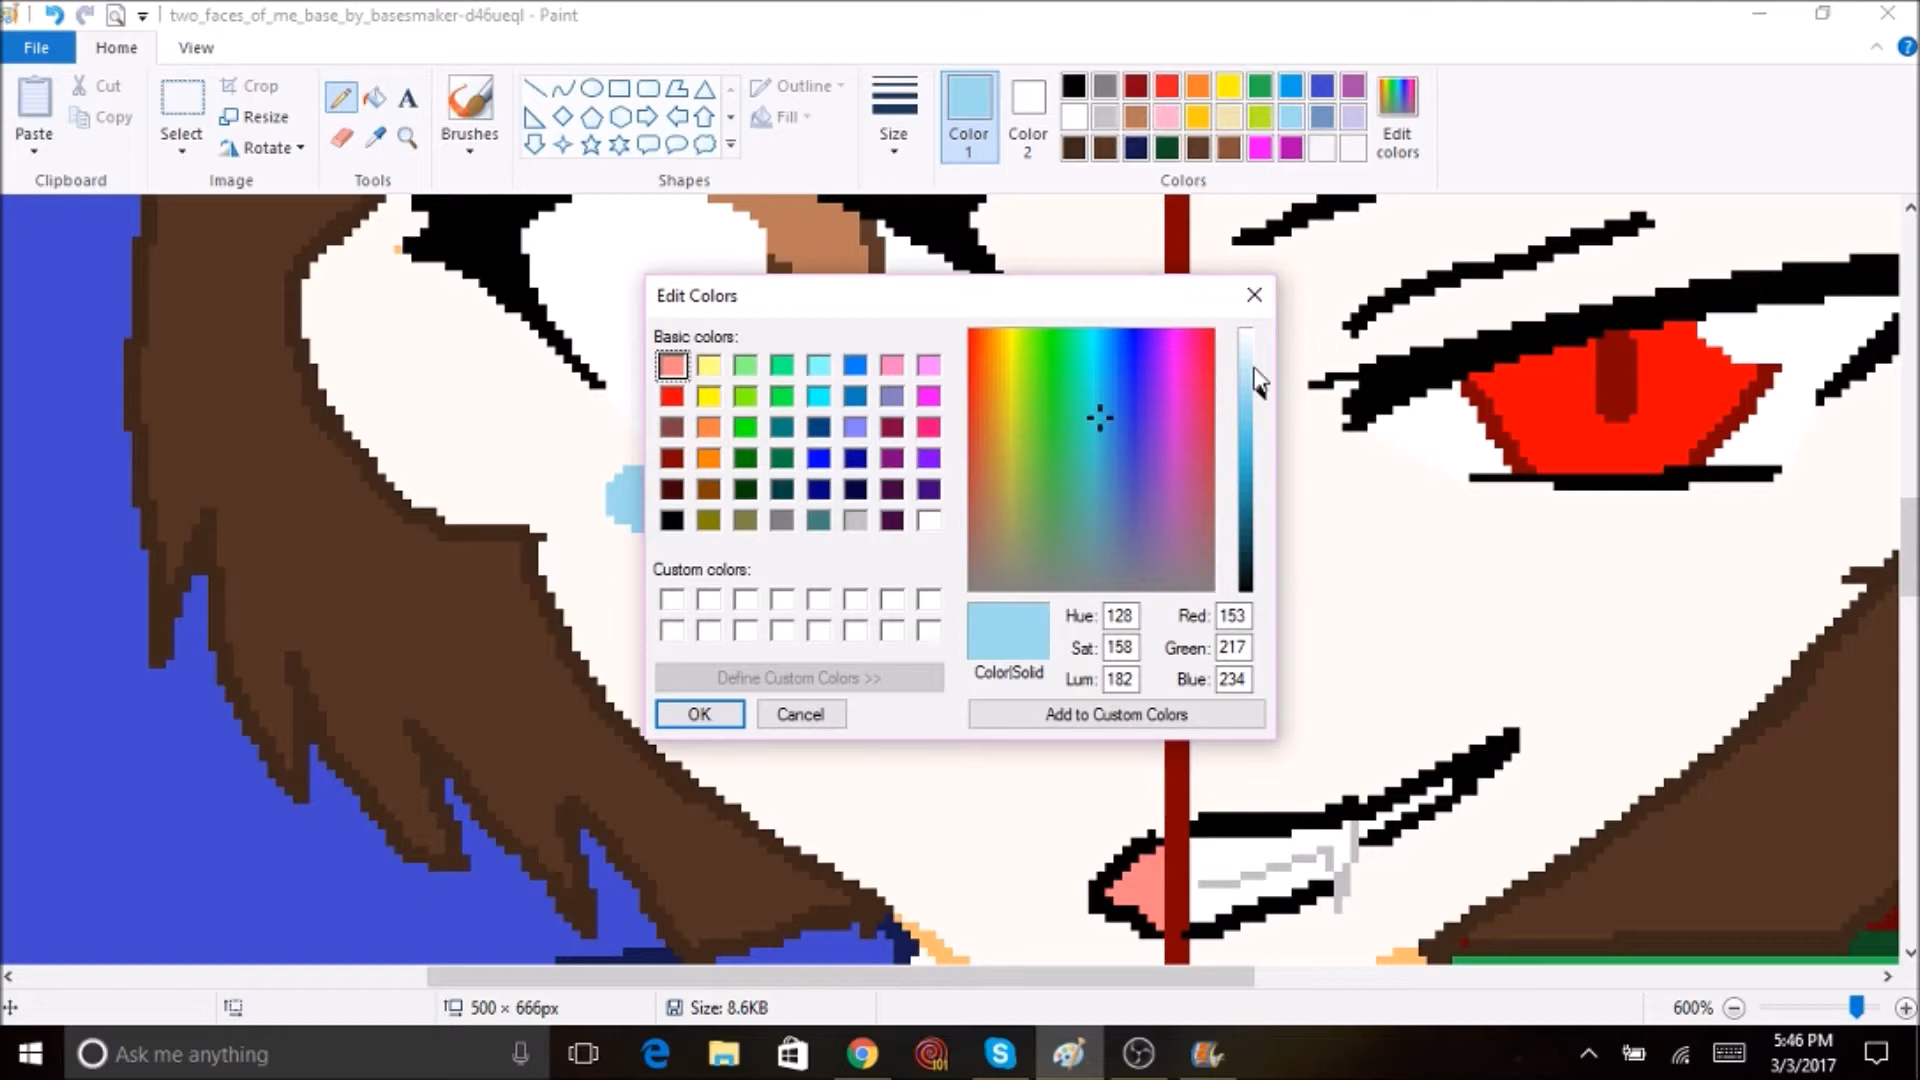 two_faces_of_me_base_by_basesmaker-d46ueql - Paint
File Home View
Paste
Cut
Copy
Clipboard
Select
Crop
Resize
Rotate
Image
A
Tools
Brushes
Shapes
Outline
Fill
Size
Color 1
Color 2
Colors
Edit colors
Edit Colors
Basic colors:
Custom colors:
Define Custom Colors >>
OK Cancel
Color|Solid
Hue: 128 Red: 153
Sat: 158 Green: 217
Lum: 182 Blue: 234
Add to Custom Colors
500 × 666px Size: 8.6KB 600%
Ask me anything
101
5:46 PM
3/3/2017